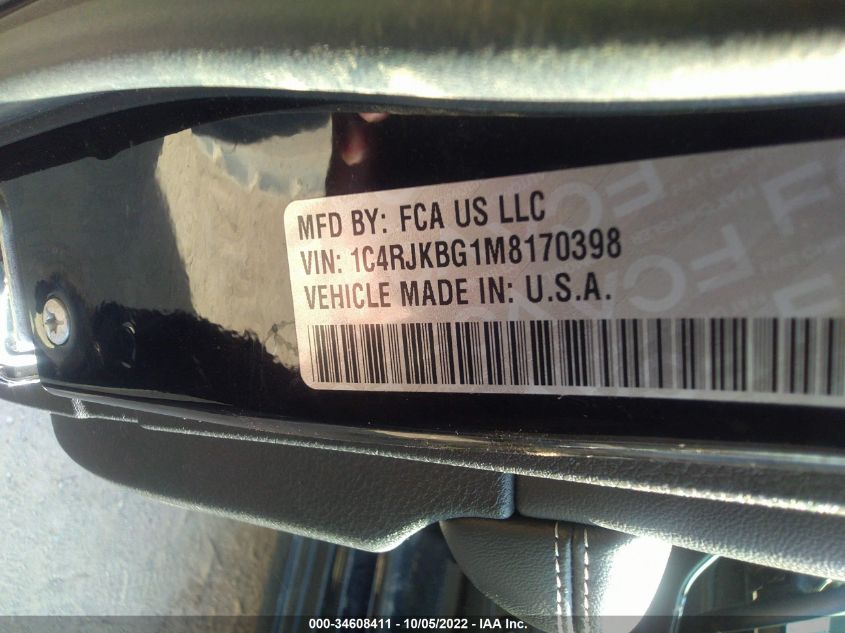 MFD BY: FCA US LLC
VIN: 1C4RJKBG1M8170398
VEHICLE MADE IN: U.S.A.
000-34608411 - 10/05/2022 - IAA Inc.